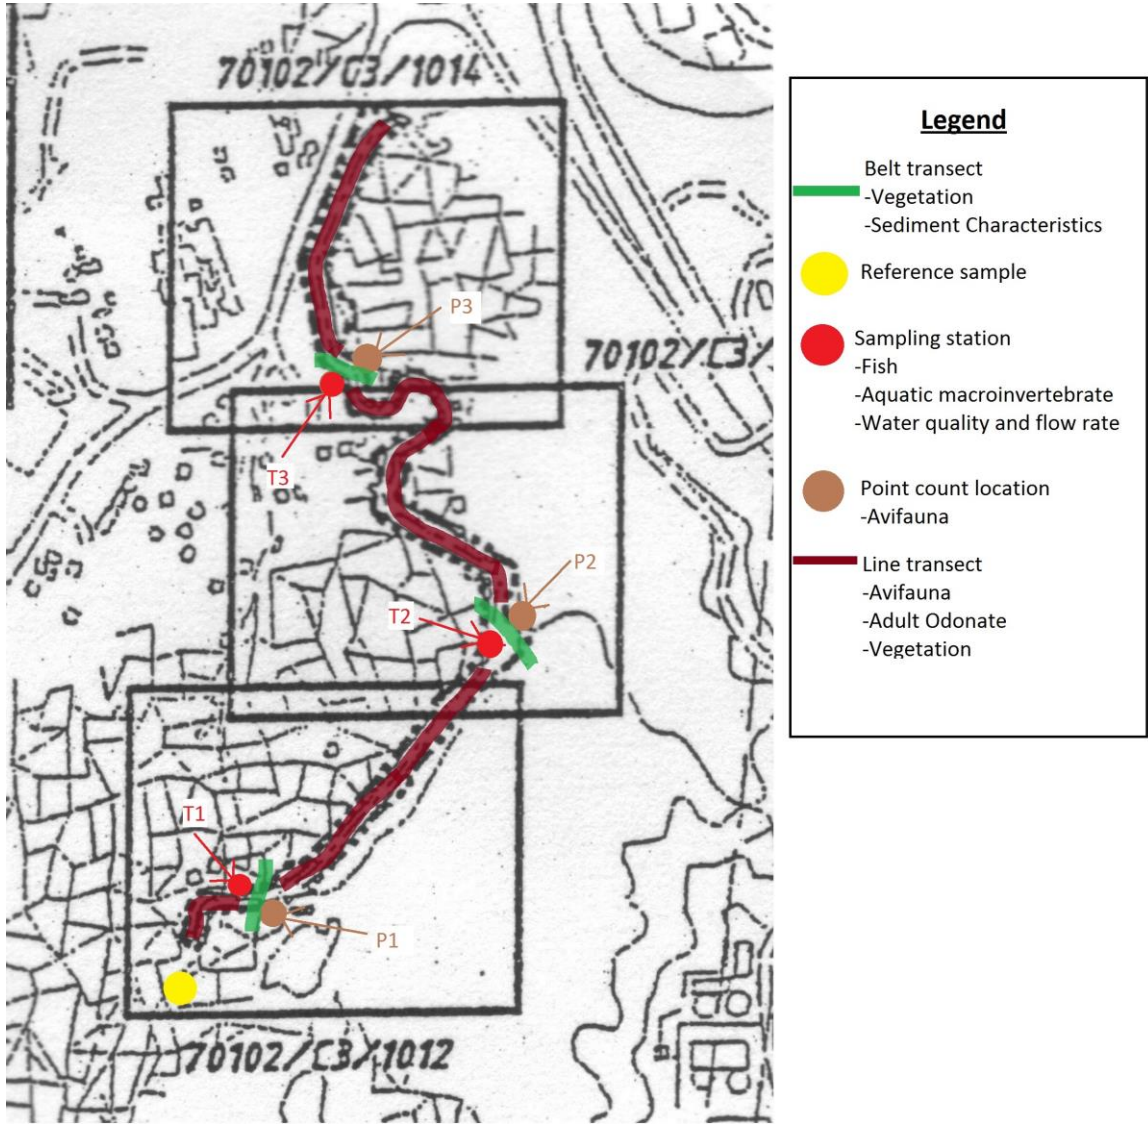 70102/C3/1014
P3
70102/C3/
T3
P2
T2
T1
P1
70102/C3/1012
Legend
Belt transect
-Vegetation
-Sediment Characteristics
Reference sample
Sampling station
-Fish
-Aquatic macroinvertebrate
-Water quality and flow rate
Point count location
-Avifauna
Line transect
-Avifauna
-Adult Odonate
-Vegetation